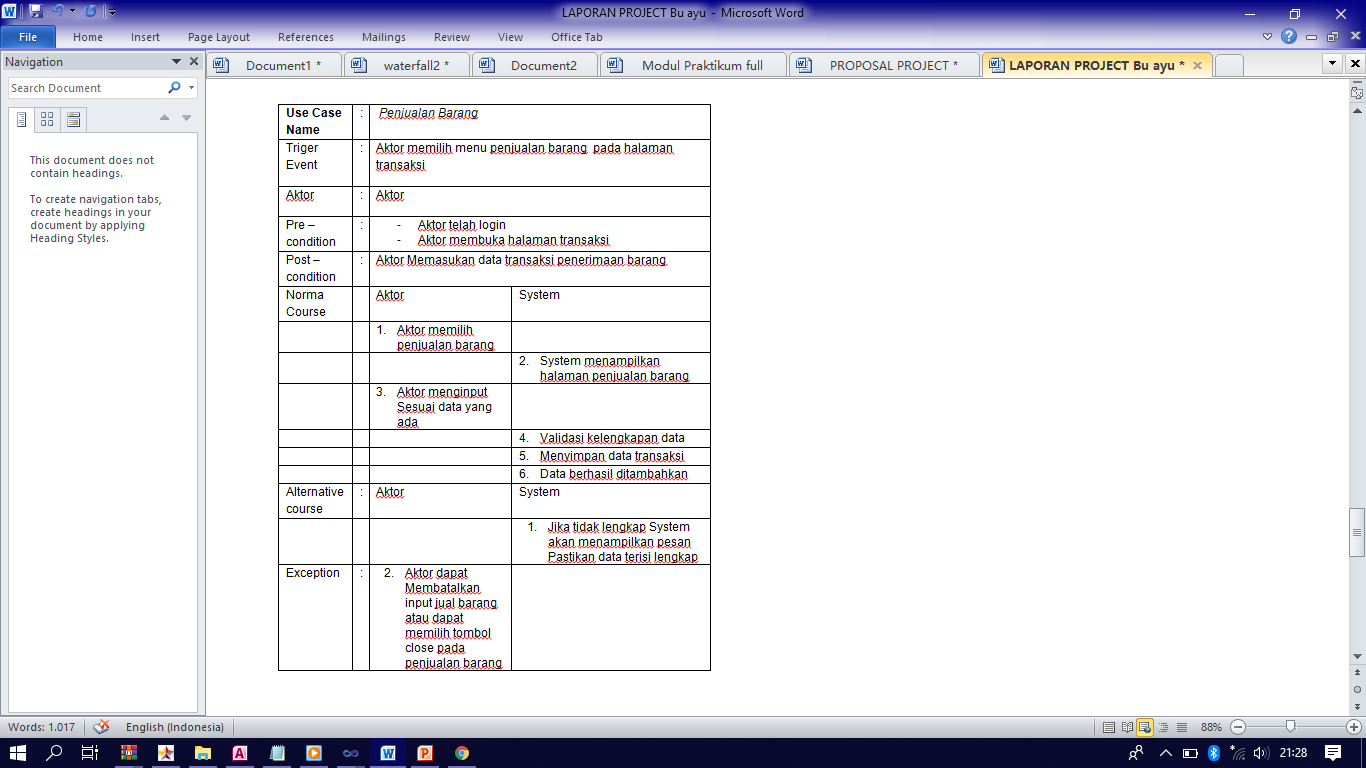 LAPORAN PROJECT Bu ayu - Microsoft Word
File Home Insert Page Layout References Mailings Review View Office Tab
Navigation
Document1 * waterfall2 * Document2 Modul Praktikum full PROPOSAL PROJECT * LAPORAN PROJECT Bu ayu *
Search Document
This document does not
contain headings.
To create navigation tabs,
create headings in your
document by applying
Heading Styles.
Use Case : Penjualan Barang
Name
Triger : Aktor memilih menu penjualan barang pada halaman
Event transaksi
Aktor : Aktor
Pre – : - Aktor telah login
condition - Aktor membuka halaman transaksi
Post – : Aktor Memasukan data transaksi penerimaan barang
condition
Norma Aktor System
Course
1. Aktor memilih
penjualan barang
2. System menampilkan
halaman penjualan barang
3. Aktor menginput
Sesuai data yang
ada
4. Validasi kelengkapan data
5. Menyimpan data transaksi
6. Data berhasil ditambahkan
Alternative : Aktor System
course
1. Jika tidak lengkap System
akan menampilkan pesan
Pastikan data terisi lengkap
Exception : 2. Aktor dapat
Membatalkan
input jual barang
atau dapat
memilih tombol
close pada
penjualan barang
Words: 1.017 English (Indonesia) 88%
21:28